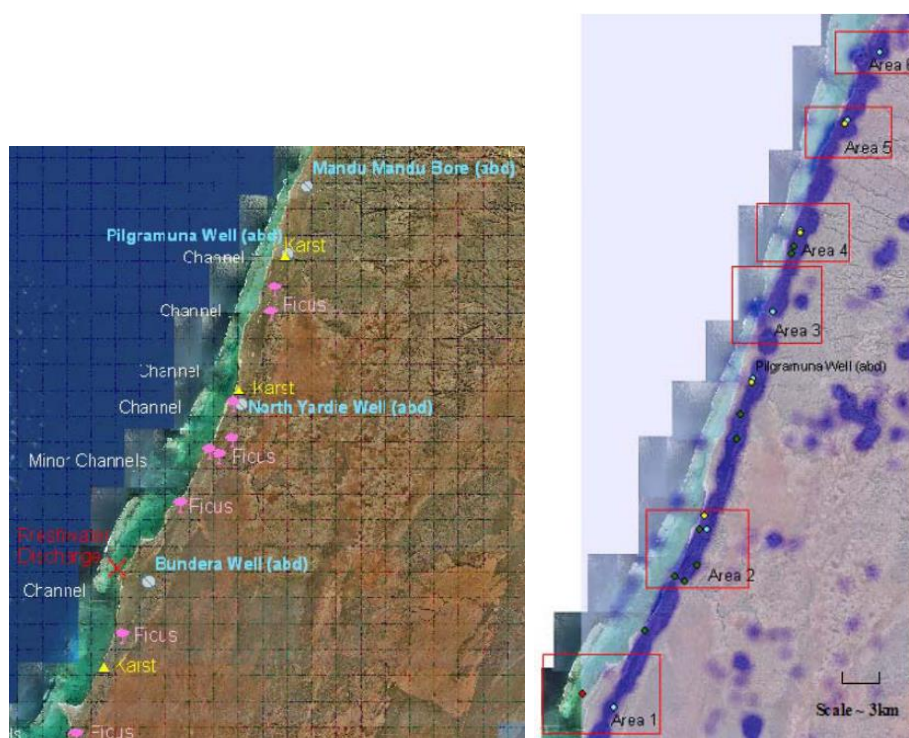 Mandu Mandu Bore (abd)
Pilgramuna Well (abd)
Karst
Channel
Ficus
Channel
Channel
Karst
Channel
North Yardie Well (abd)
Ficus
Minor Channels
Ficus
Freshwater
Discharge
Bundera Well (abd)
Channel
Ficus
Karst
Ficus
Area 6
Area 5
Area 4
Area 3
Pilgramuna Well (abd)
Area 2
Area 1
Scale ~ 3km